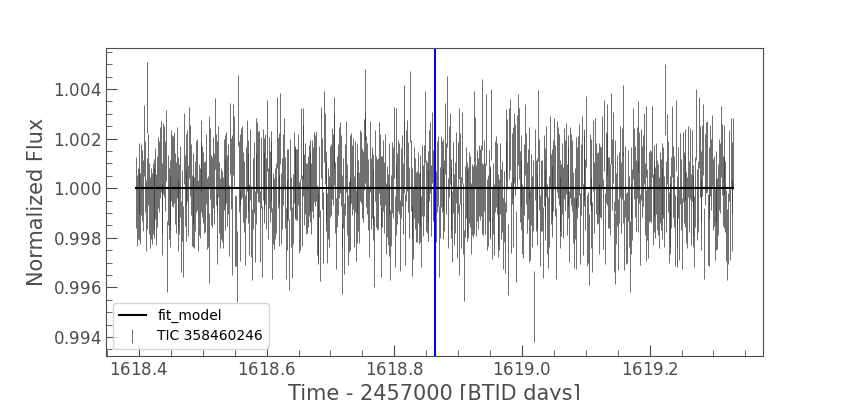 1.004
1.002
1.000
0.998
0.996
0.994
Normalized Flux
fit_model
TIC 358460246
1618.4 1618.6 1618.8 1619.0 1619.2
Time - 2457000 [BTJD days]